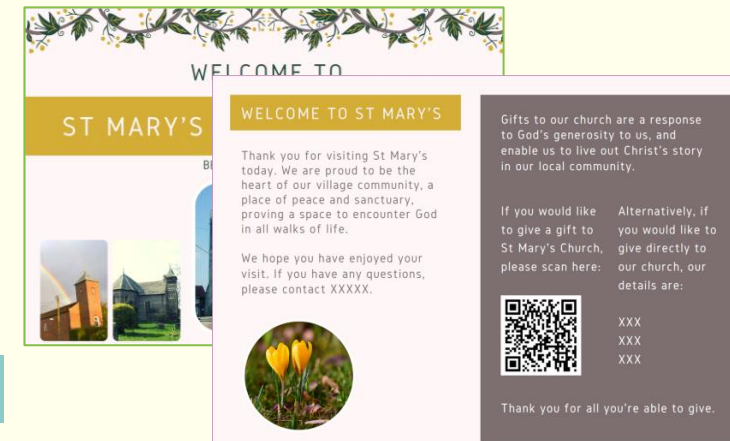 WELCOME TO
ST MARY'S
WELCOME TO ST MARY'S
Thank you for visiting St Mary's
today. We are proud to be the
heart of our village community, a
place of peace and sanctuary,
proving a space to encounter God
in all walks of life.
We hope you have enjoyed your
visit. If you have any questions,
please contact XXXXX.
Gifts to our church are a response
to God's generosity to us, and
enable us to live out Christ's story
in our local community.
If you would like
to give a gift to
St Mary's Church,
please scan here:
Alternatively, if
you would like to
give directly to
our church, our
details are:
XXX
XXX
XXX
Thank you for all you're able to give.